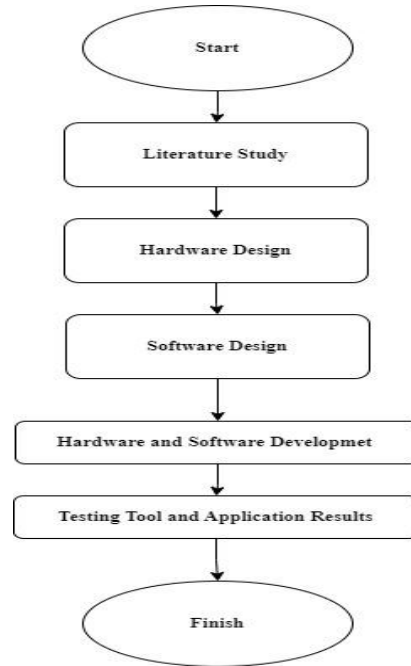 Start
Literature Study
Hardware Design
Software Design
Hardware and Software Developmet
Testing Tool and Application Results
Finish